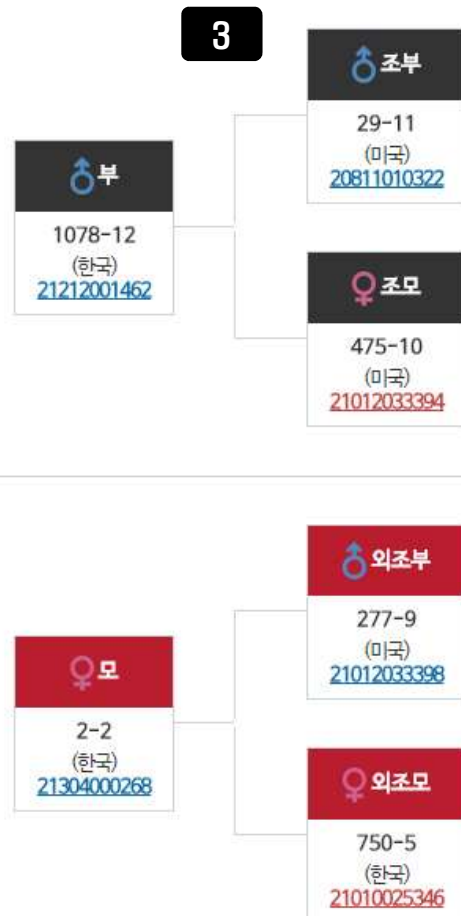 3
조부
29-11
(미국)
20811010322
부
1078-12
(한국)
21212001462
조모
475-10
(미국)
21012033394
외조부
277-9
(미국)
21012033398
모
2-2
(한국)
21304000268
외조모
750-5
(한국)
21010025346